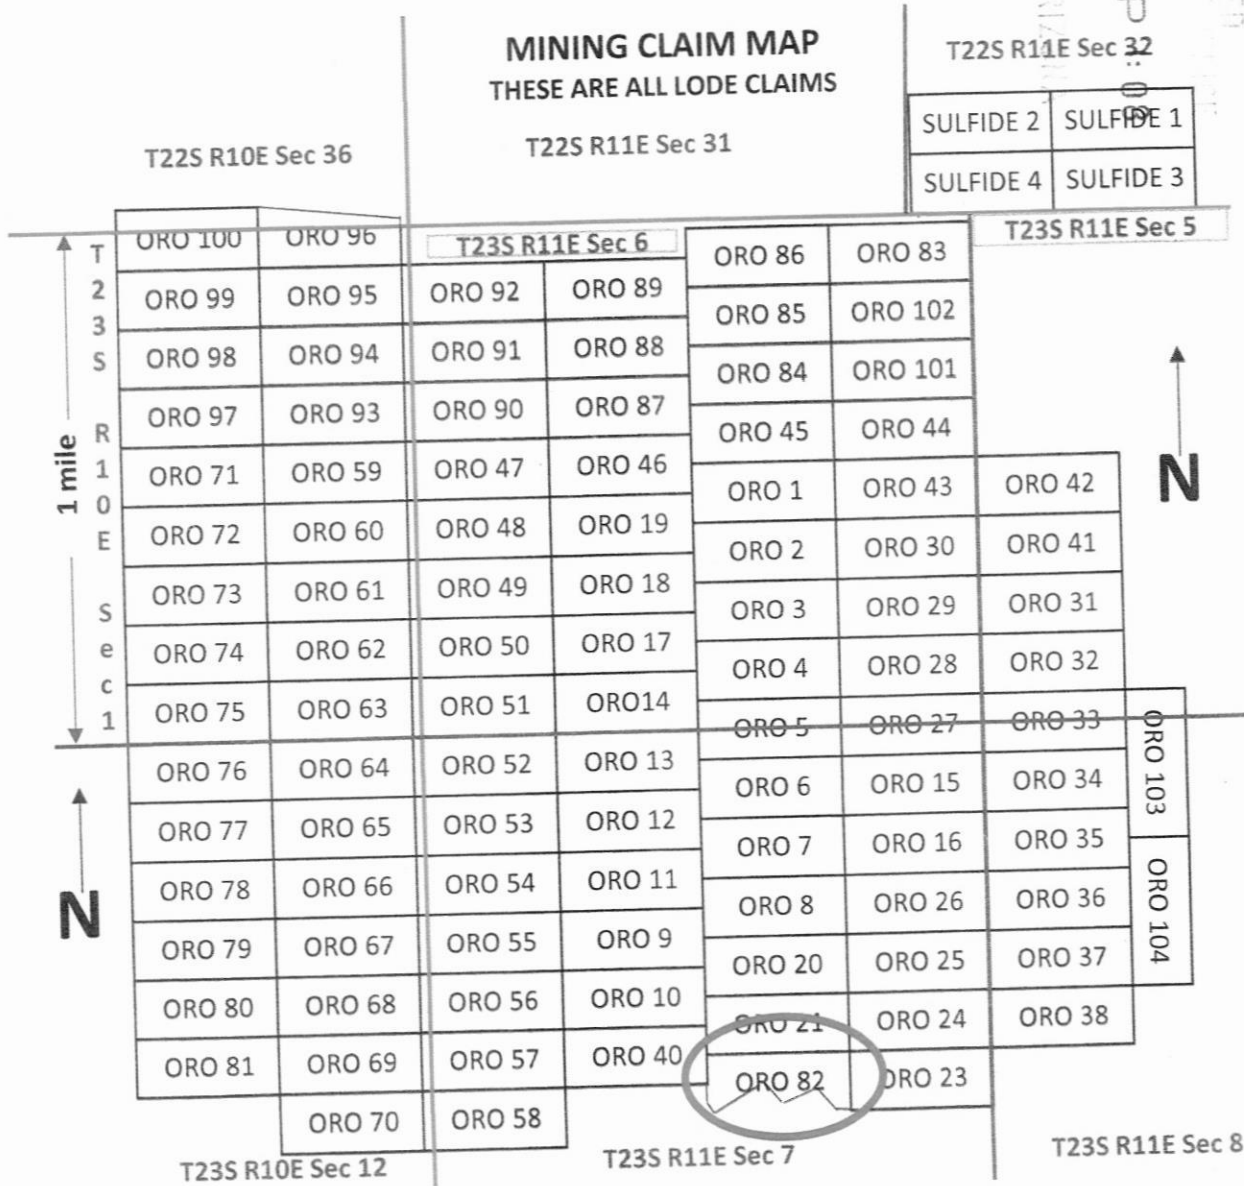 MINING CLAIM MAP
THESE ARE ALL LODE CLAIMS
T22S R11E Sec 32
T22S R10E Sec 36
T22S R11E Sec 31
SULFIDE 2 SULFIDE 1
SULFIDE 4 SULFIDE 3
T23S R11E Sec 6
T23S R11E Sec 5
T23S R10E Sec1
1 mile
N
N
ORO 100 ORO 96 ORO 86 ORO 83
ORO 99 ORO 95 ORO 92 ORO 89 ORO 85 ORO 102
ORO 98 ORO 94 ORO 91 ORO 88 ORO 84 ORO 101
ORO 97 ORO 93 ORO 90 ORO 87 ORO 45 ORO 44
ORO 71 ORO 59 ORO 47 ORO 46 ORO 1 ORO 43 ORO 42
ORO 72 ORO 60 ORO 48 ORO 19 ORO 2 ORO 30 ORO 41
ORO 73 ORO 61 ORO 49 ORO 18 ORO 3 ORO 29 ORO 31
ORO 74 ORO 62 ORO 50 ORO 17 ORO 4 ORO 28 ORO 32
ORO 75 ORO 63 ORO 51 ORO14 ORO 5 ORO 27 ORO 33
ORO 103
ORO 76 ORO 64 ORO 52 ORO 13 ORO 6 ORO 15 ORO 34
ORO 77 ORO 65 ORO 53 ORO 12 ORO 7 ORO 16 ORO 35
ORO 104
ORO 78 ORO 66 ORO 54 ORO 11 ORO 8 ORO 26 ORO 36
ORO 79 ORO 67 ORO 55 ORO 9 ORO 20 ORO 25 ORO 37
ORO 80 ORO 68 ORO 56 ORO 10 ORO 21 ORO 24 ORO 38
ORO 81 ORO 69 ORO 57 ORO 40 ORO 82 ORO 23
ORO 70 ORO 58
T23S R10E Sec 12
T23S R11E Sec 7
T23S R11E Sec 8